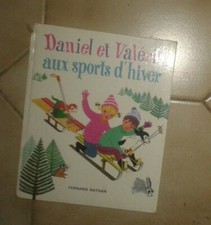 Daniel et Valérie
aux sports d'hiver
FERNAND NATHAN